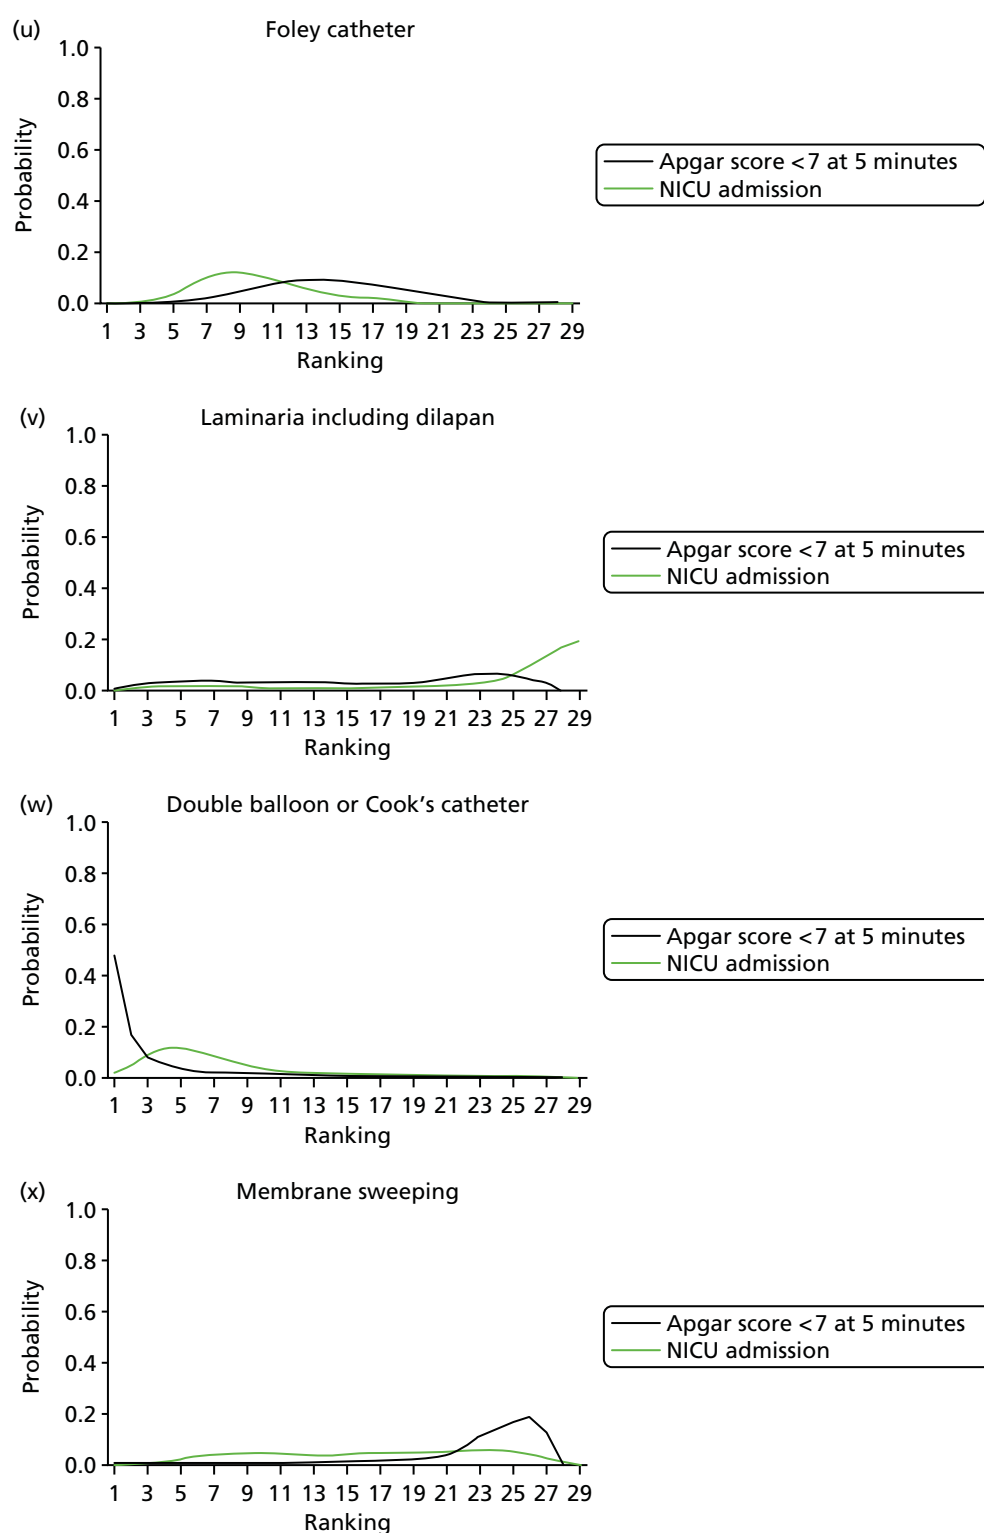 (u)
Foley catheter
1.0
0.8
0.6
0.4
0.2
0.0
Probability
1 3 5 7 9 11 13 15 17 19 21 23 25 27 29
Ranking
Apgar score <7 at 5 minutes
NICU admission
(v)
Laminaria including dilapan
1.0
0.8
0.6
0.4
0.2
0.0
Probability
1 3 5 7 9 11 13 15 17 19 21 23 25 27 29
Ranking
Apgar score <7 at 5 minutes
NICU admission
(w)
Double balloon or Cook's catheter
1.0
0.8
0.6
0.4
0.2
0.0
Probability
1 3 5 7 9 11 13 15 17 19 21 23 25 27 29
Ranking
Apgar score <7 at 5 minutes
NICU admission
(x)
Membrane sweeping
1.0
0.8
0.6
0.4
0.2
0.0
Probability
1 3 5 7 9 11 13 15 17 19 21 23 25 27 29
Ranking
Apgar score <7 at 5 minutes
NICU admission